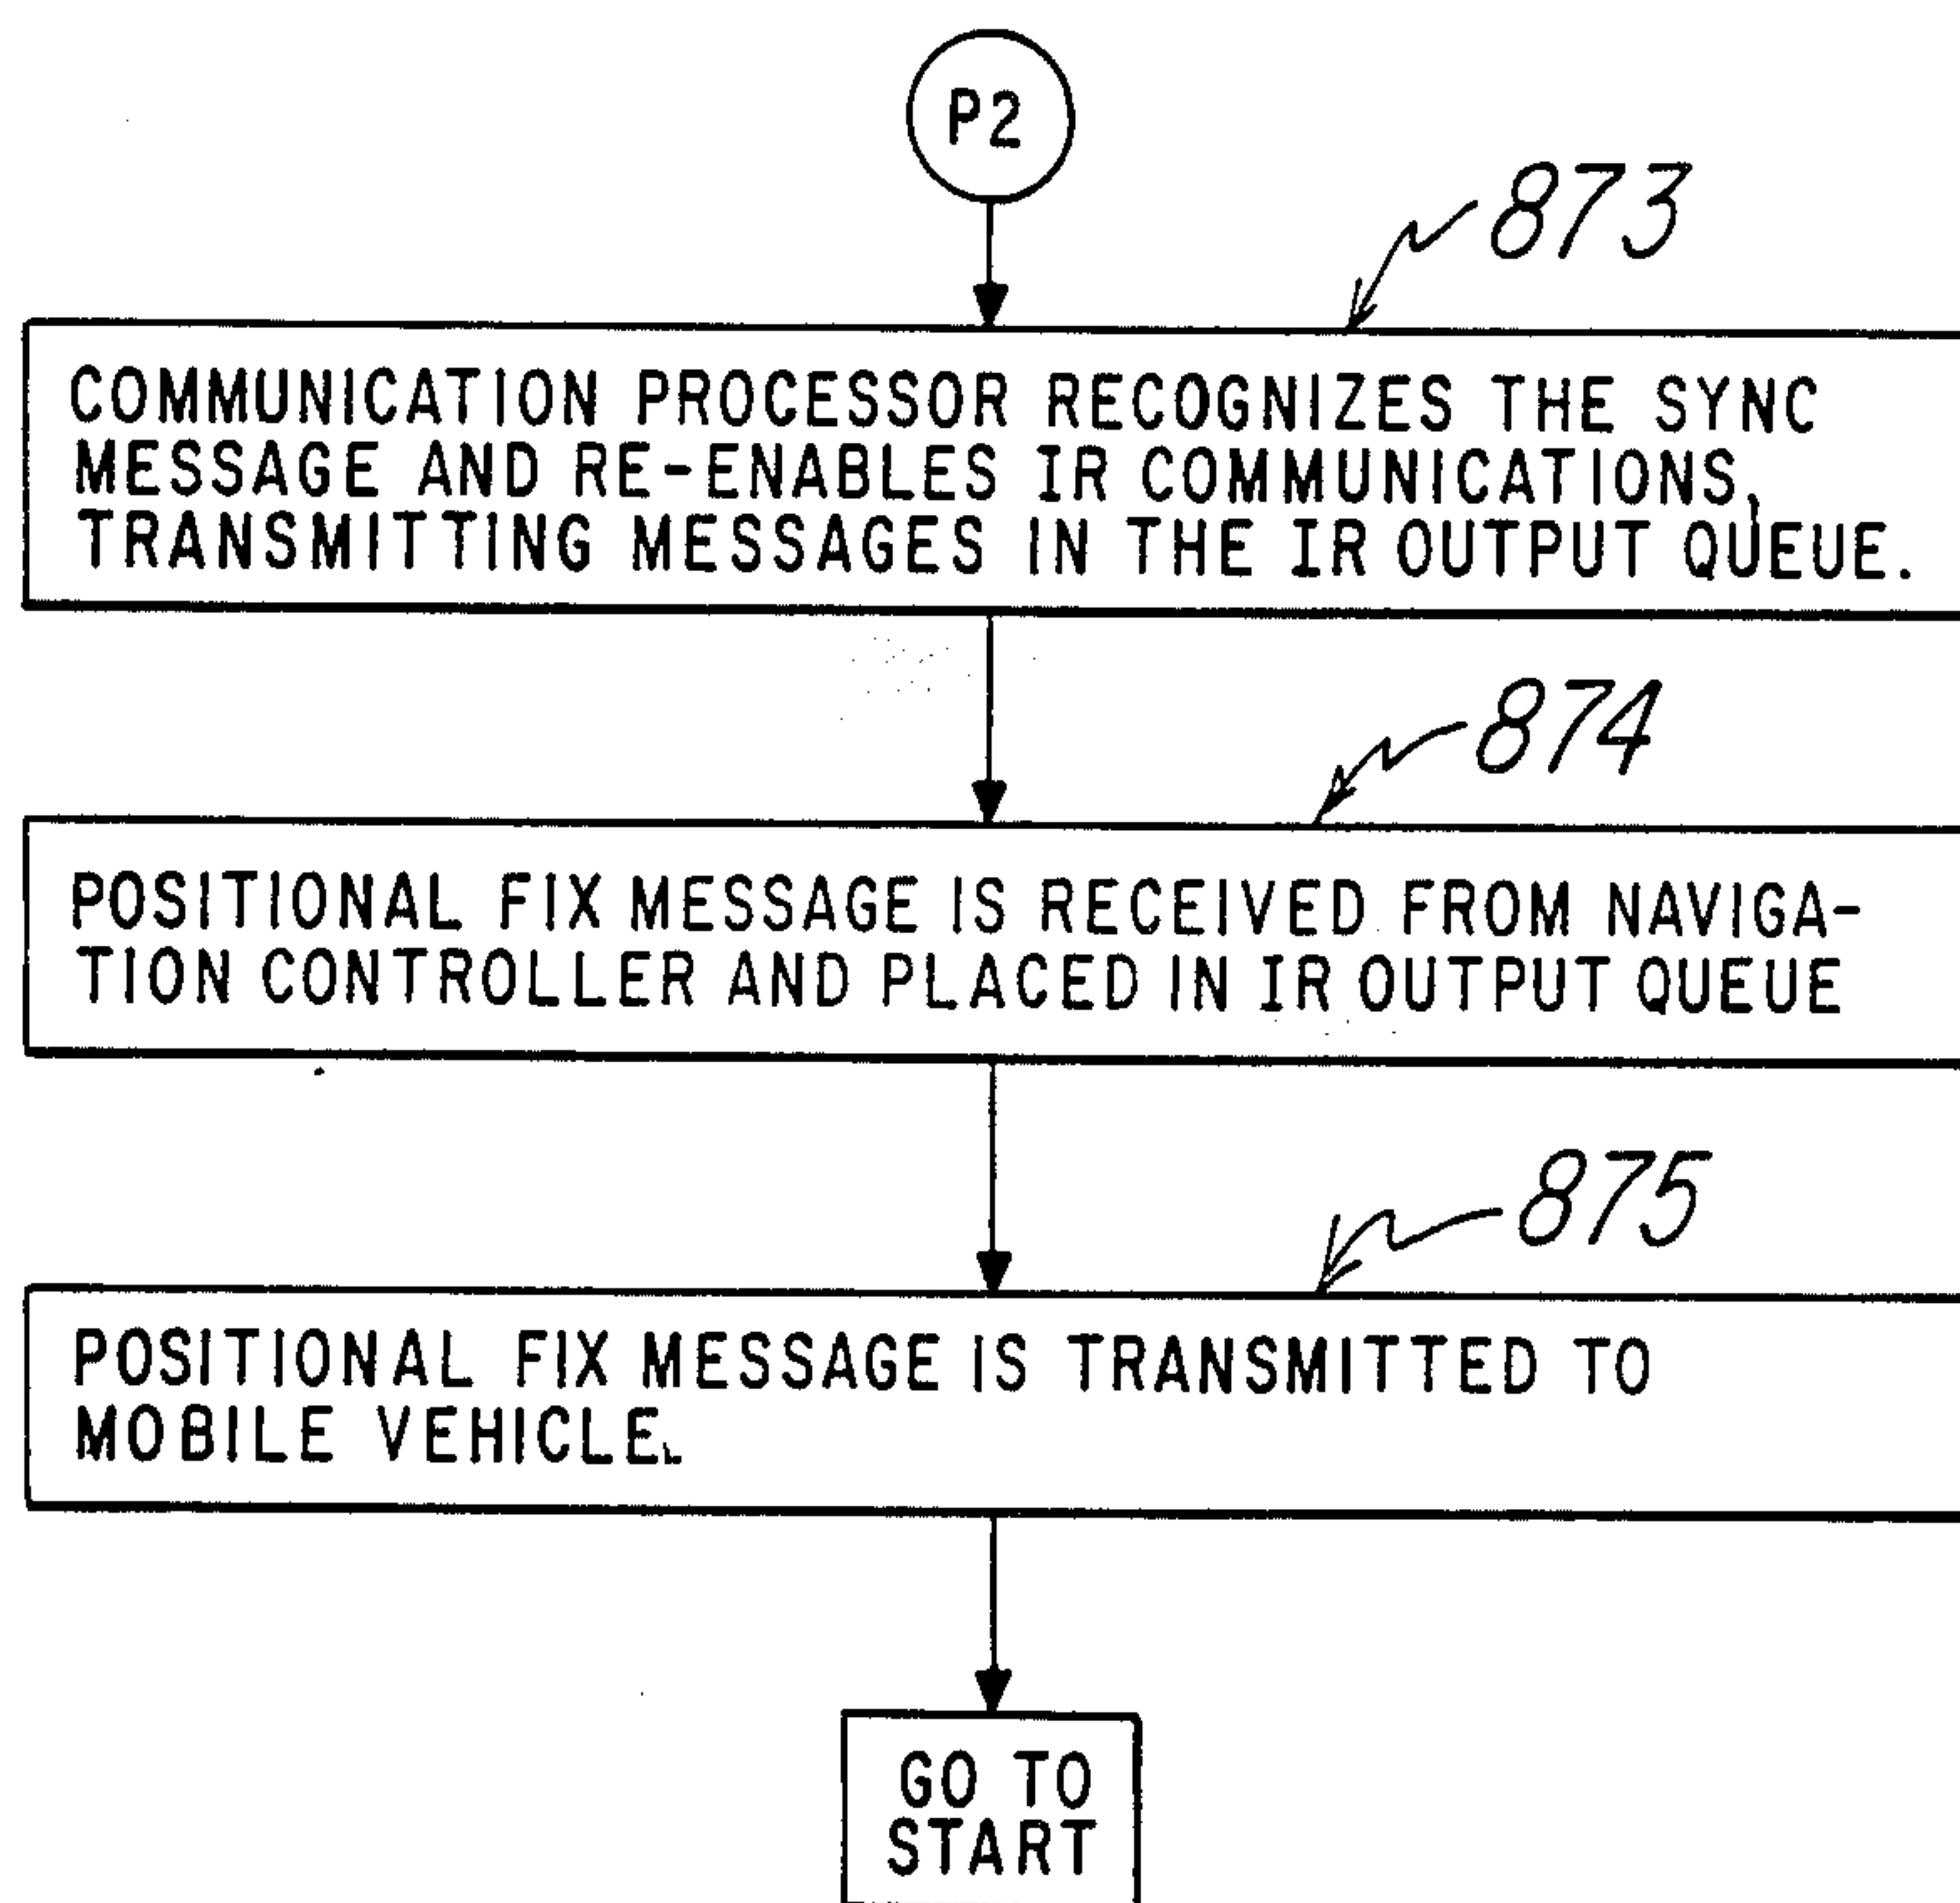 P2
873
COMMUNICATION PROCESSOR RECOGNIZES THE SYNC
MESSAGE AND RE-ENABLES IR COMMUNICATIONS,
TRANSMITTING MESSAGES IN THE IR OUTPUT QUEUE.
874
POSITIONAL FIX MESSAGE IS RECEIVED FROM NAVIGA-
TION CONTROLLER AND PLACED IN IR OUTPUT QUEUE
875
POSITIONAL FIX MESSAGE IS TRANSMITTED TO
MOBILE VEHICLE.
GO TO
START